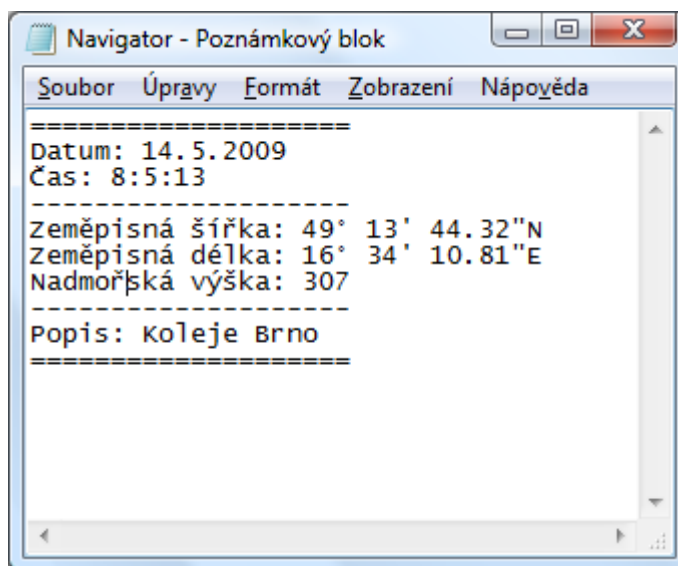 Navigator - Poznámkový blok
Soubor Úpravy Formát Zobrazení Nápověda
====================
Datum: 14.5.2009
Čas: 8:5:13
--------------------
Zeměpisná šířka: 49° 13' 44.32"N
Zeměpisná délka: 16° 34' 10.81"E
Nadmořská výška: 307
--------------------
Popis: Koleje Brno
====================